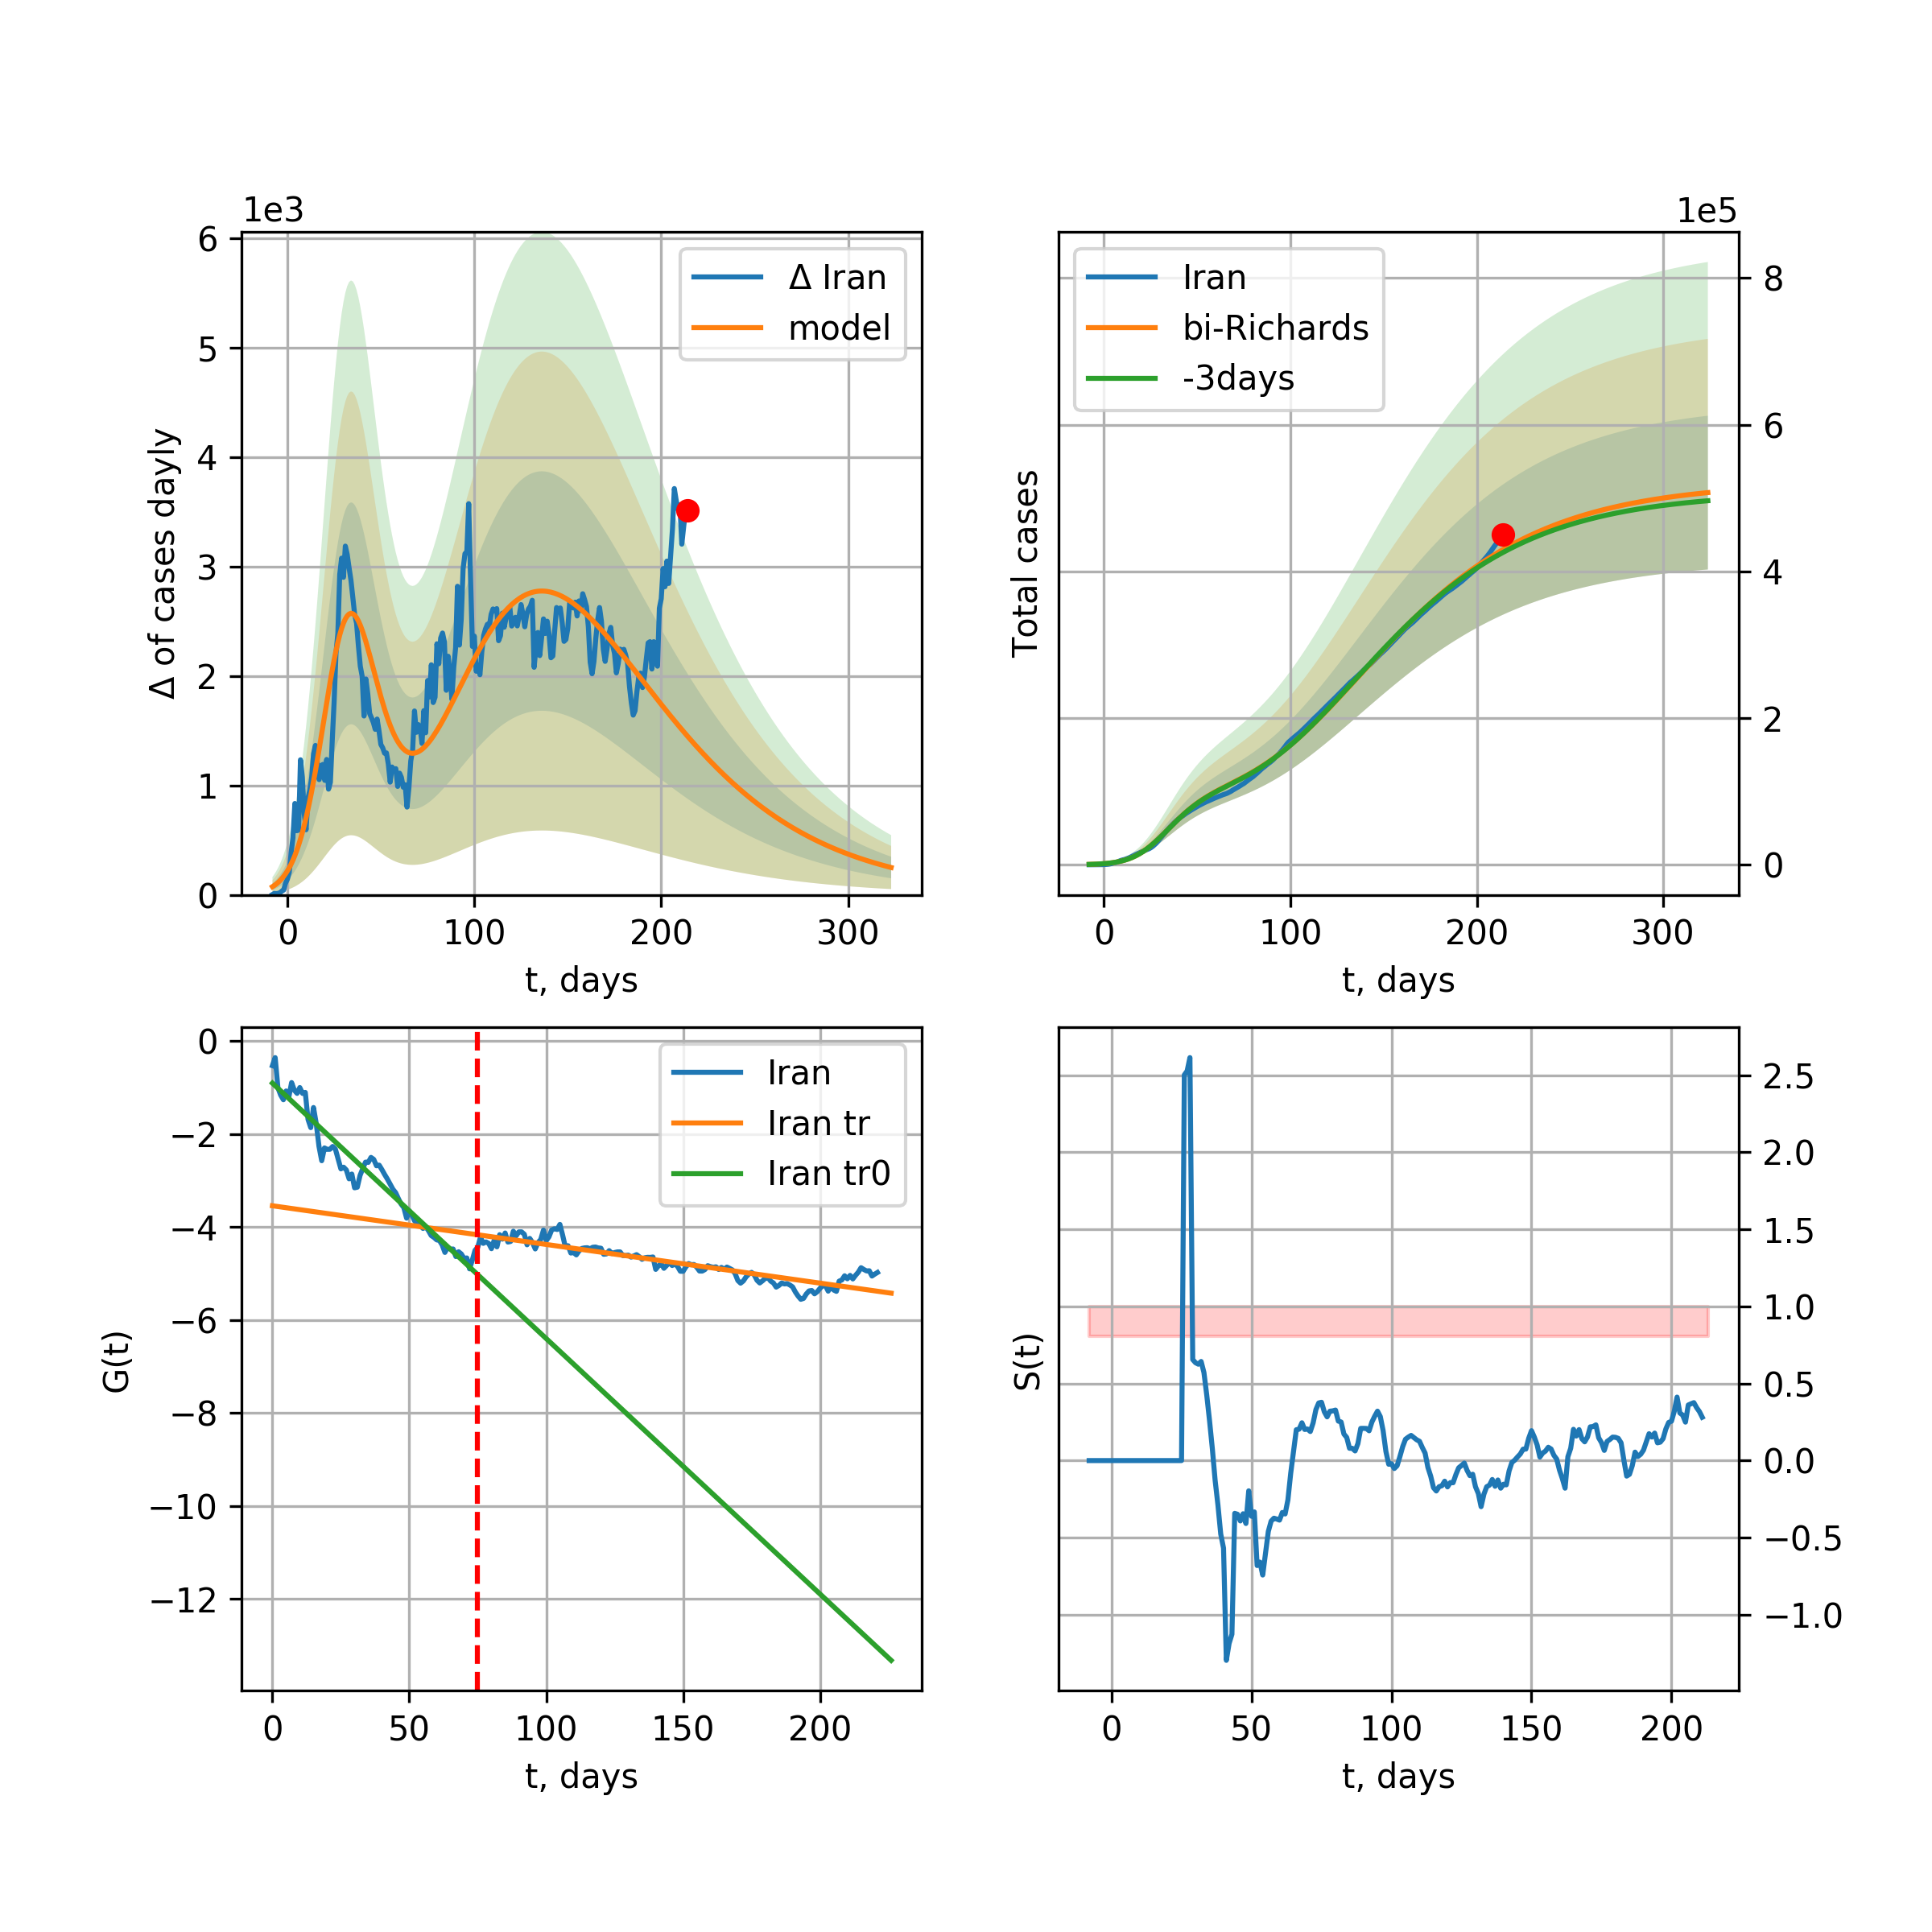 1e3
6
5
4
3
2
1
0
Δ of cases dayly
Δ Iran
model
0 100 200 300
t, days
1e5
8
6
4
2
0
Total cases
Iran
bi-Richards
-3days
0 100 200 300
t, days
0
−2
−4
−6
−8
−10
−12
G(t)
Iran
Iran tr
Iran tr0
0 50 100 150 200
t, days
2.5
2.0
1.5
1.0
0.5
0.0
−0.5
−1.0
S(t)
0 50 100 150 200
t, days